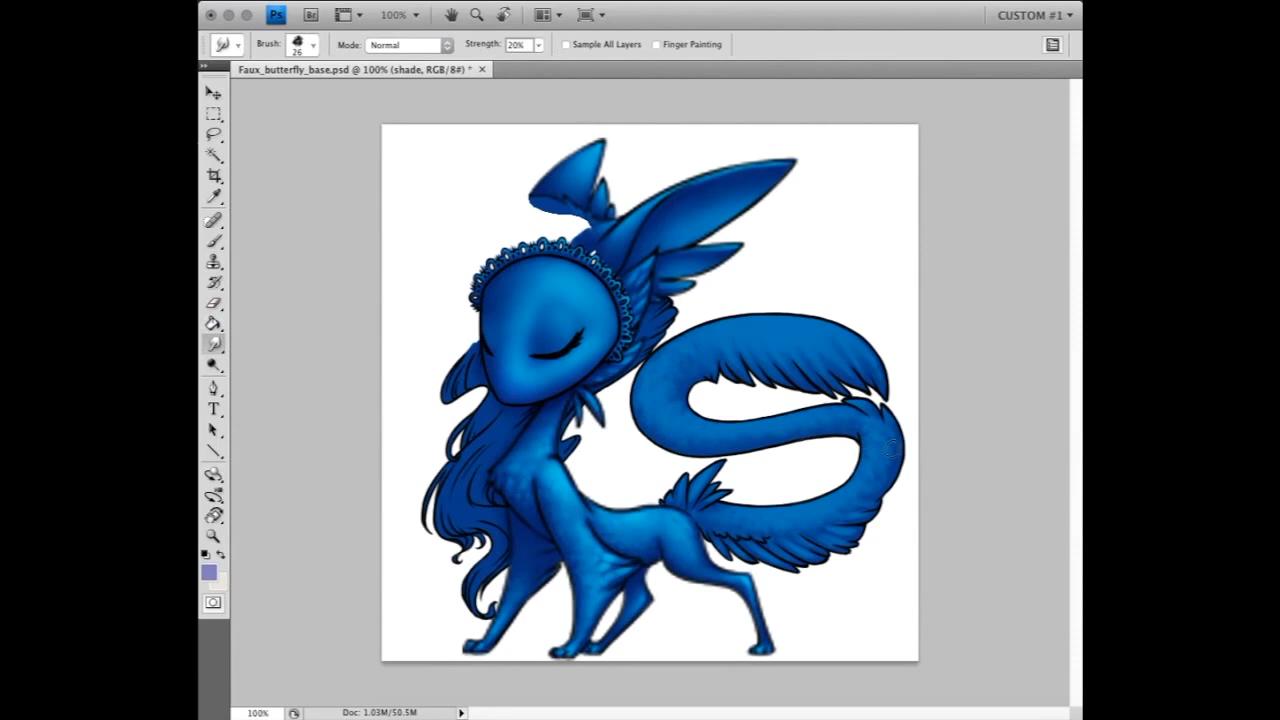 Ps Br 100% CUSTOM #1
Brush: 26 Mode: Normal Strength: 20% Sample All Layers Finger Painting
Faux_butterfly_base.psd @ 100% (shade, RGB/8#) *
T
100% Doc: 1.03M/50.5M